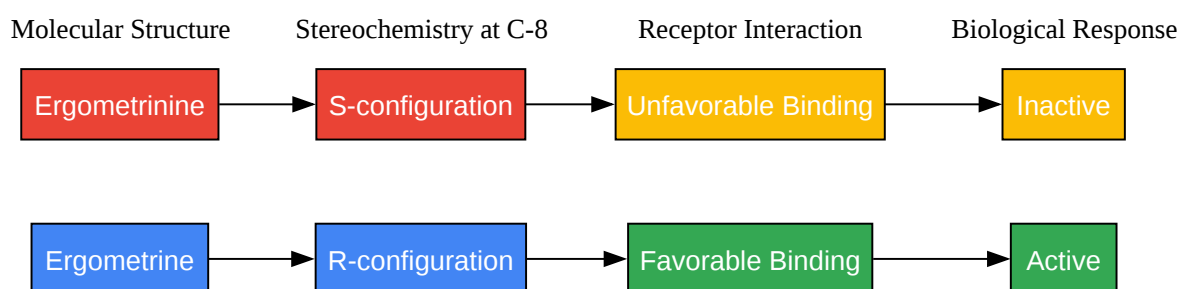 Molecular Structure Stereochemistry at C-8 Receptor Interaction Biological Response
Ergometrinine S-configuration Unfavorable Binding Inactive
Ergometrine R-configuration Favorable Binding Active